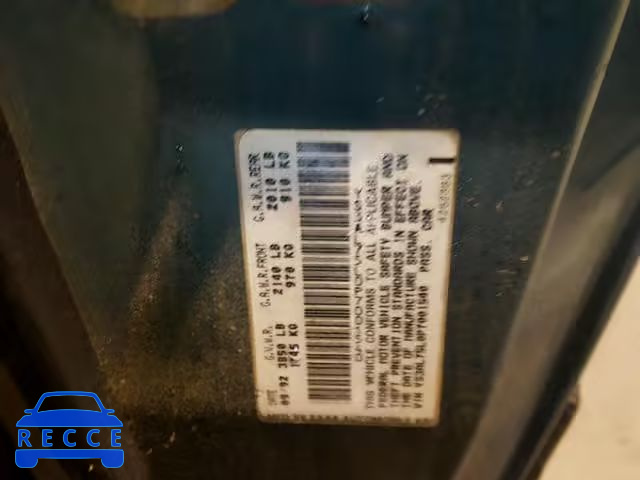 DATE G.V.W.R. G.A.W.R.FRONT G.A.W.R.REAR
09/92 3850 LB 2140 LB 2010 LB
1745 KG 970 KG 910 KG
THIS VEHICLE CONFORMS TO ALL APPLICABLE
FEDERAL MOTOR VEHICLE SAFETY BUMPER AND
THEFT PREVENTION STANDARDS IN EFFECT ON
THE DATE OF MANUFACTURE SHOWN ABOVE.
VIN YS3AL75L8P7001540 PASS. CAR
RECCE